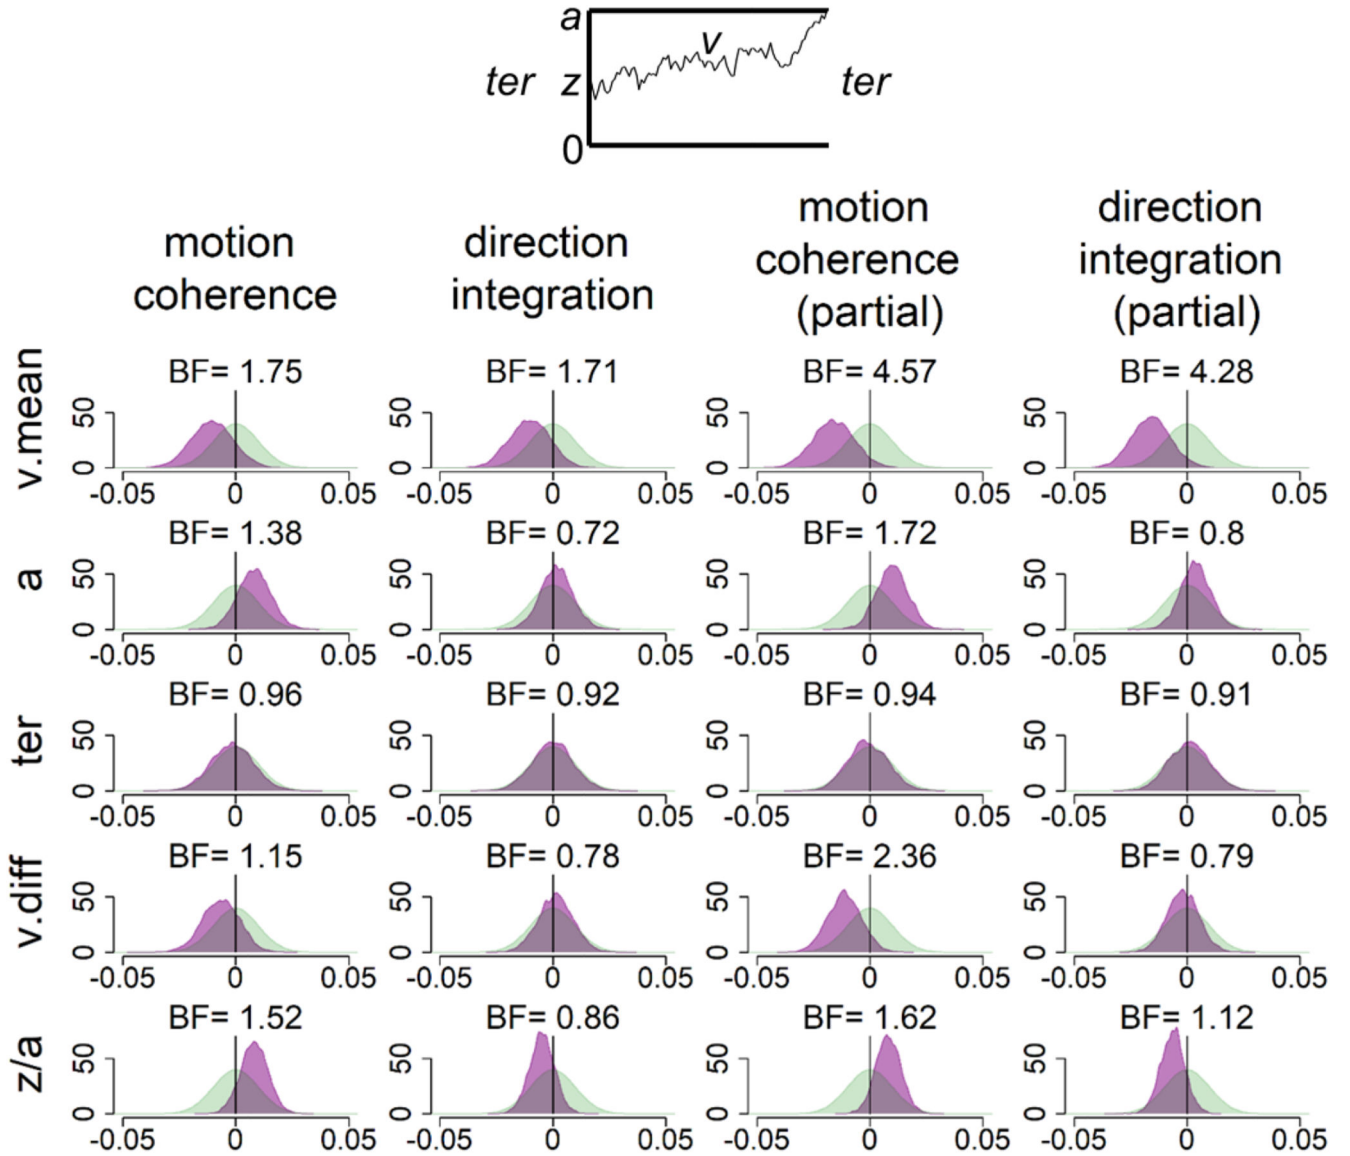 a
v
ter z ter
0
motion coherence
direction integration
motion coherence (partial)
direction integration (partial)
v.mean
BF= 1.75 BF= 1.71 BF= 4.57 BF= 4.28
50 50 50 50
0 0 0 0
-0.05 0 0.05 -0.05 0 0.05 -0.05 0 0.05 -0.05 0 0.05
a
BF= 1.38 BF= 0.72 BF= 1.72 BF= 0.8
50 50 50 50
0 0 0 0
-0.05 0 0.05 -0.05 0 0.05 -0.05 0 0.05 -0.05 0 0.05
ter
BF= 0.96 BF= 0.92 BF= 0.94 BF= 0.91
50 50 50 50
0 0 0 0
-0.05 0 0.05 -0.05 0 0.05 -0.05 0 0.05 -0.05 0 0.05
v.diff
BF= 1.15 BF= 0.78 BF= 2.36 BF= 0.79
50 50 50 50
0 0 0 0
-0.05 0 0.05 -0.05 0 0.05 -0.05 0 0.05 -0.05 0 0.05
z/a
BF= 1.52 BF= 0.86 BF= 1.62 BF= 1.12
50 50 50 50
0 0 0 0
-0.05 0 0.05 -0.05 0 0.05 -0.05 0 0.05 -0.05 0 0.05